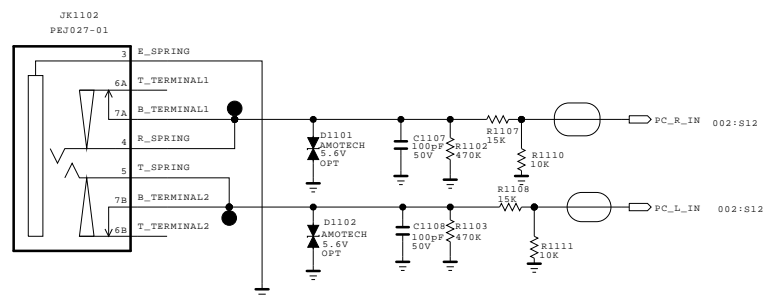 JK1102
PEJ027-01
3 E_SPRING
6A T_TERMINAL1
7A B_TERMINAL1
4 R_SPRING
5 T_SPRING
7B B_TERMINAL2
6B T_TERMINAL2
D1101
AMOTECH
5.6V
OPT
C1107
100pF
50V
R1102
470K
R1107
15K
R1110
10K
PC_R_IN 002:S12
D1102
AMOTECH
5.6V
OPT
C1108
100pF
50V
R1103
470K
R1108
15K
R1111
10K
PC_L_IN 002:S12